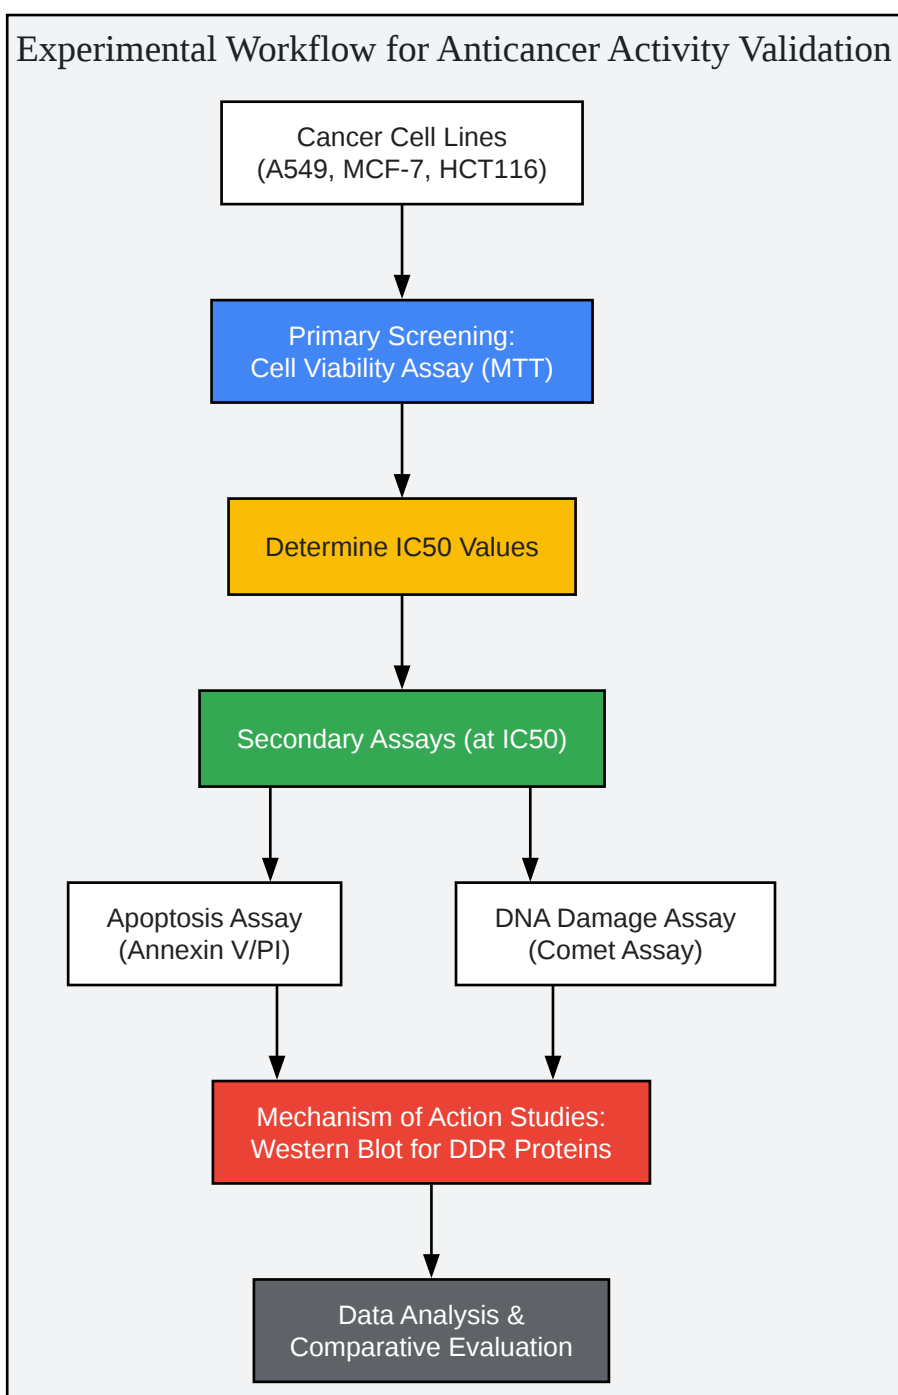 Experimental Workflow for Anticancer Activity Validation
Cancer Cell Lines
(A549, MCF-7, HCT116)
Primary Screening:
Cell Viability Assay (MTT)
Determine IC50 Values
Secondary Assays (at IC50)
Apoptosis Assay
(Annexin V/PI)
DNA Damage Assay
(Comet Assay)
Mechanism of Action Studies:
Western Blot for DDR Proteins
Data Analysis &
Comparative Evaluation